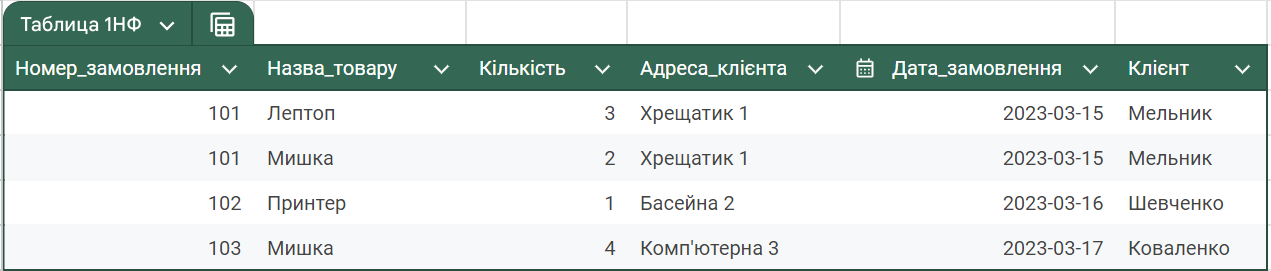 Таблица 1НФ
Номер_замовлення Назва_товару Кількість Адреса_клієнта Дата_замовлення Клієнт
101 Лептоп 3 Хрещатик 1 2023-03-15 Мельник
101 Мишка 2 Хрещатик 1 2023-03-15 Мельник
102 Принтер 1 Басейна 2 2023-03-16 Шевченко
103 Мишка 4 Комп'ютерна 3 2023-03-17 Коваленко